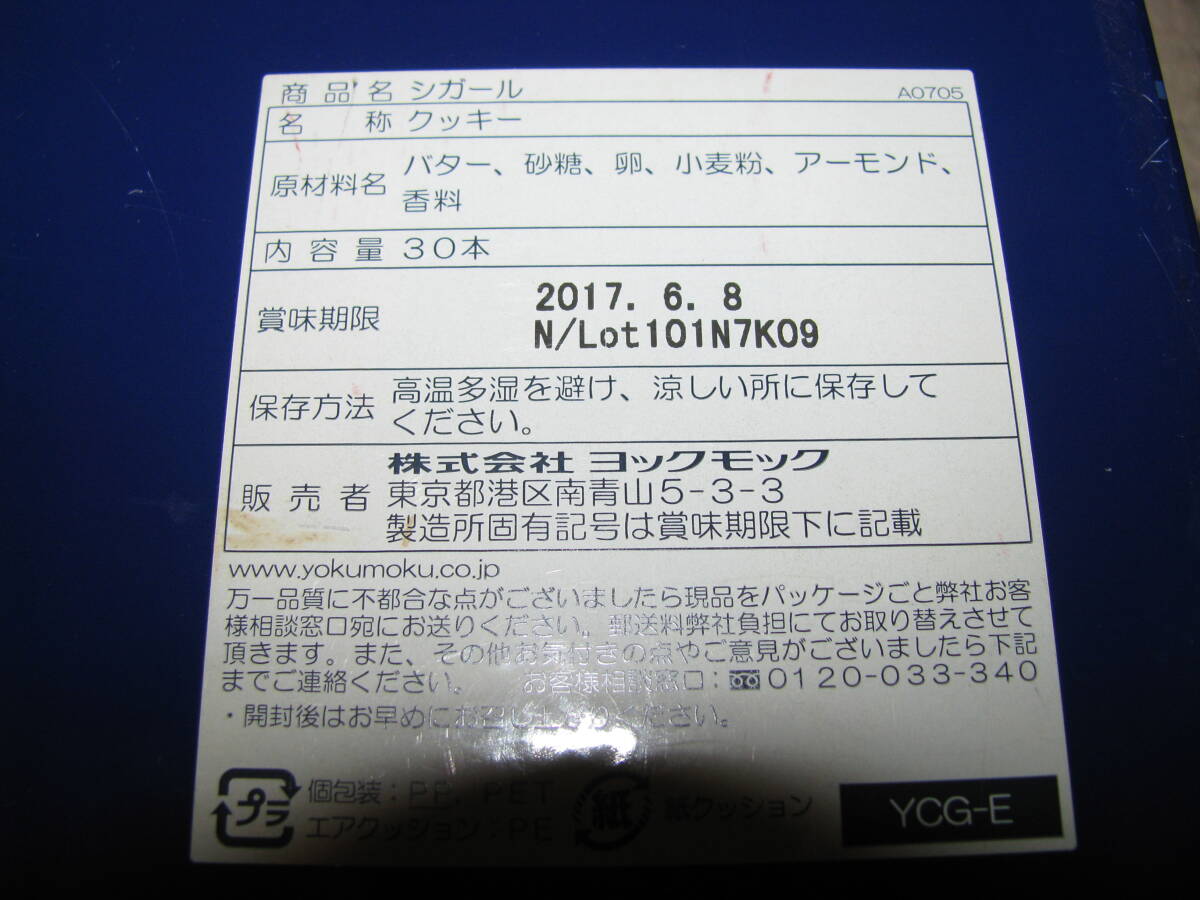 商品名 シガール A0705
名称 クッキー
原材料名 バター、砂糖、卵、小麦粉、アーモンド、
香料
内容量 30本
賞味期限 2017. 6. 8
N/Lot101N7K09
保存方法 高温多湿を避け、涼しい所に保存して
ください。
株式会社 ヨックモック
販売者 東京都港区南青山5-3-3
製造所固有記号は賞味期限下に記載
www.yokumoku.co.jp
万一品質に不都合な点がございましたら現品をパッケージごと弊社お客
様相談窓口宛にお送りください。郵送料弊社負担にてお取り替えさせて
頂きます。また、その他お気付きの点やご意見がございましたら下記
までご連絡ください。 お客様相談窓口:0120-033-340
・開封後はお早めにお召し上がりください。
プラ 個包装:PP, PET
エアクッション:PE
紙 紙クッション
YCG-E